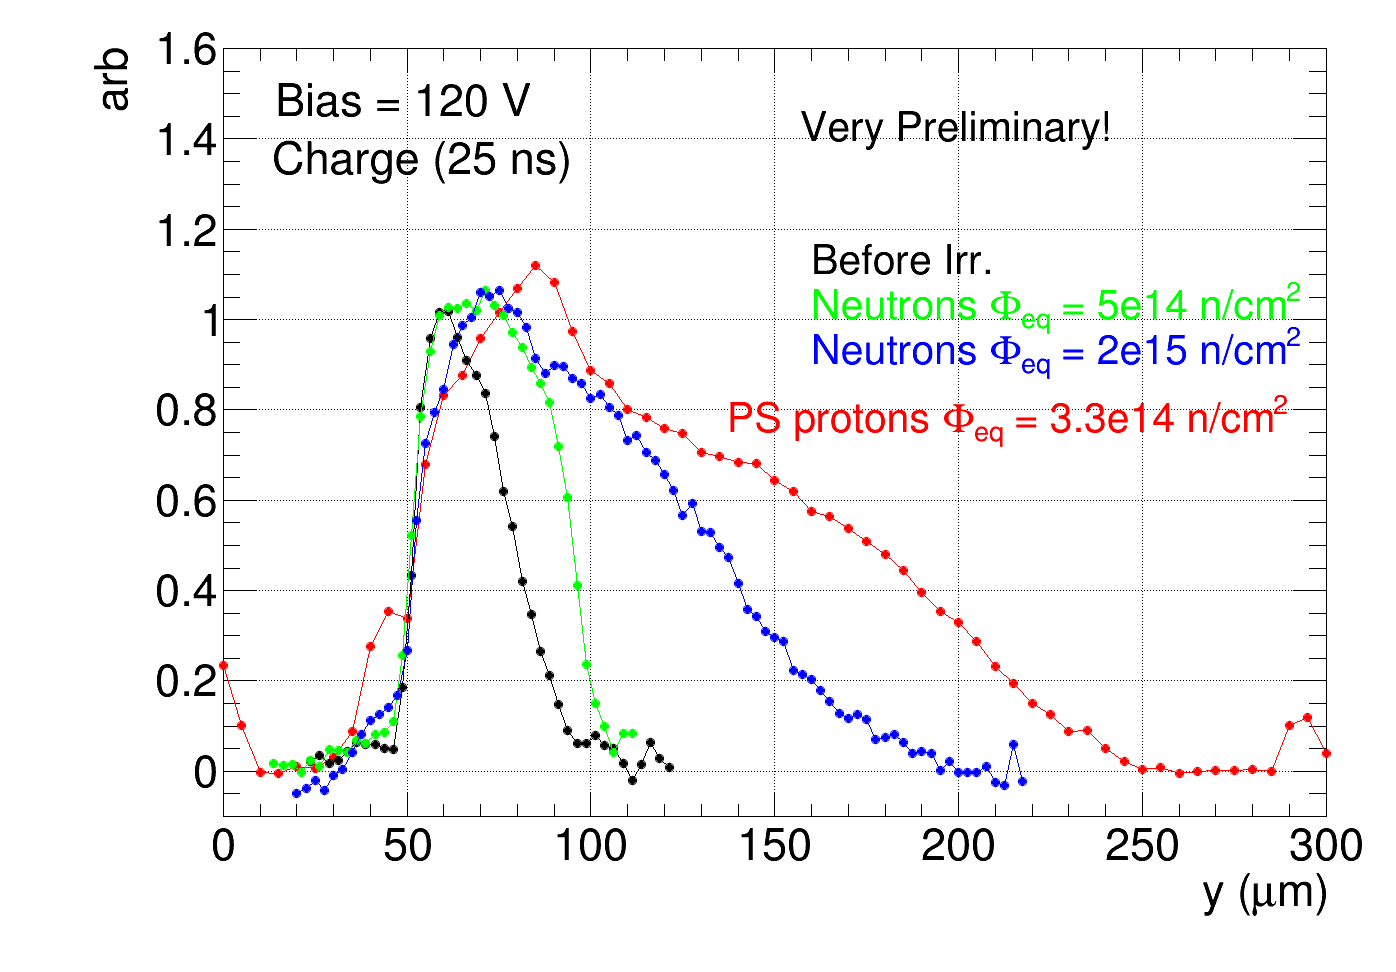 arb
1.6
1.4
1.2
1
0.8
0.6
0.4
0.2
0
Bias = 120 V
Charge (25 ns)
Very Preliminary!
Before Irr.
Neutrons Φeq = 5e14 n/cm²
Neutrons Φeq = 2e15 n/cm²
PS protons Φeq = 3.3e14 n/cm²
0 50 100 150 200 250 300
y (μm)